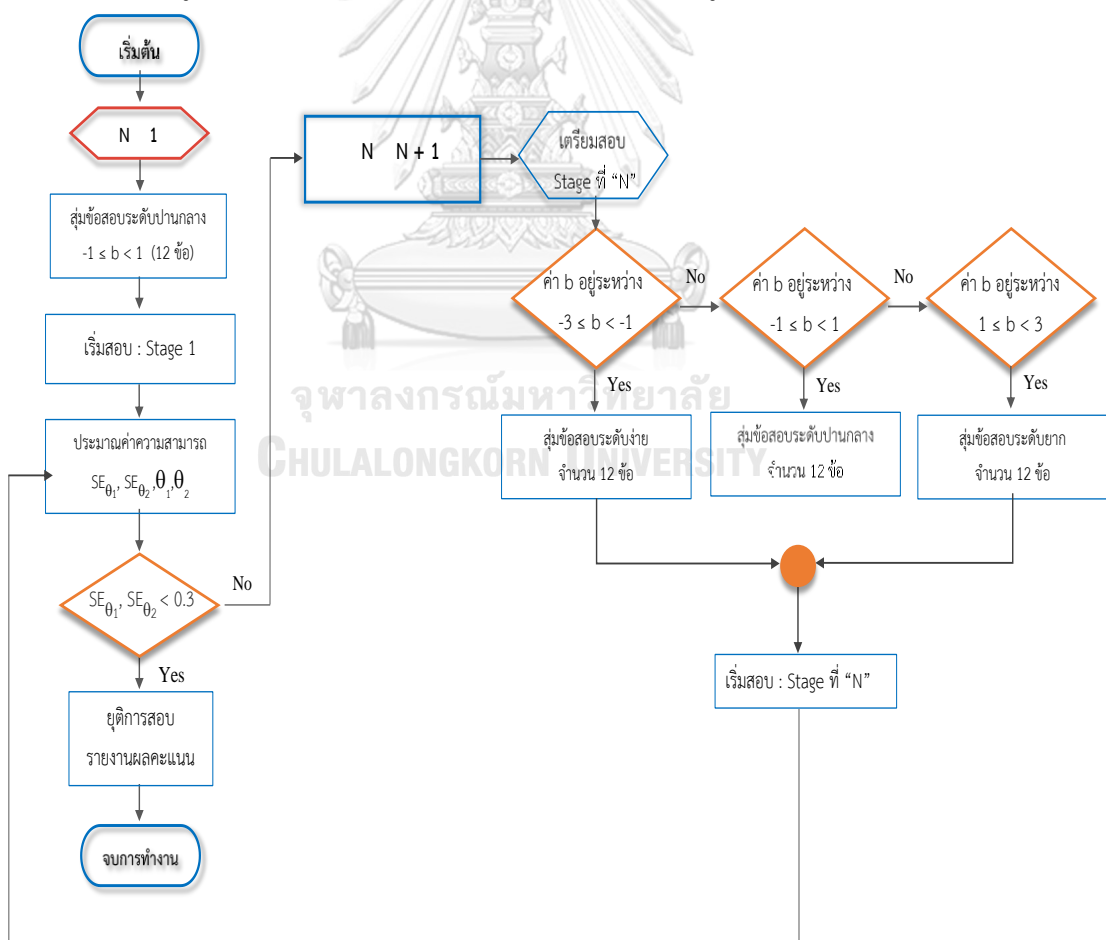 เริ่มต้น
N 1
สุ่มข้อสอบระดับปานกลาง
-1 ≤ b < 1 (12 ข้อ)
เริ่มสอบ : Stage 1
ประมาณค่าความสามารถ
SEθ1, SEθ2,θ1,θ2
SEθ1, SEθ2 < 0.3
No
Yes
ยุติการสอบ
รายงานผลคะแนน
จบการทำงาน
N N + 1
เตรียมสอบ
Stage ที่ “N”
ค่า b อยู่ระหว่าง
-3 ≤ b < -1
No
Yes
ค่า b อยู่ระหว่าง
-1 ≤ b < 1
No
Yes
ค่า b อยู่ระหว่าง
1 ≤ b < 3
Yes
สุ่มข้อสอบระดับง่าย
จำนวน 12 ข้อ
สุ่มข้อสอบระดับปานกลาง
จำนวน 12 ข้อ
สุ่มข้อสอบระดับยาก
จำนวน 12 ข้อ
เริ่มสอบ : Stage ที่ “N”
จุฬาลงกรณ์มหาวิทยาลัย
CHULALONGKORN UNIVERSITY